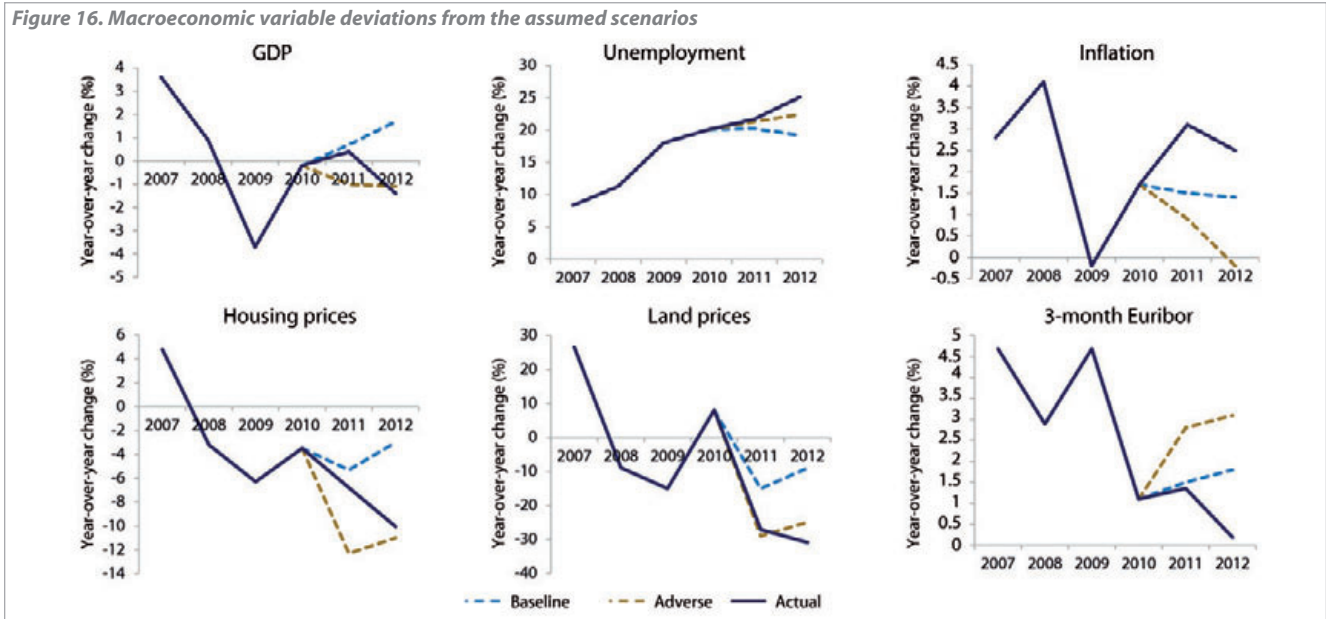 Figure 16. Macroeconomic variable deviations from the assumed scenarios
GDP
Year-over-year change (%)
4
3
2
1
0
-1
-2
-3
-4
-5
2007 2008 2009 2010 2011 2012
Unemployment
Year-over-year change (%)
30
25
20
15
10
5
0
2007 2008 2009 2010 2011 2012
Inflation
Year-over-year change (%)
4.5
4
3.5
3
2.5
2
1.5
1
0.5
0
-0.5
2007 2008 2009 2010 2011 2012
Housing prices
Year-over-year change (%)
6
4
2
0
-2
-4
-6
-8
-10
-12
-14
2007 2008 2009 2010 2011 2012
Land prices
Year-over-year change (%)
30
20
10
0
-10
-20
-30
-40
2007 2008 2009 2010 2011 2012
3-month Euribor
Year-over-year change (%)
5
4.5
4
3.5
3
2.5
2
1.5
1
0.5
0
2007 2008 2009 2010 2011 2012
Baseline Adverse Actual